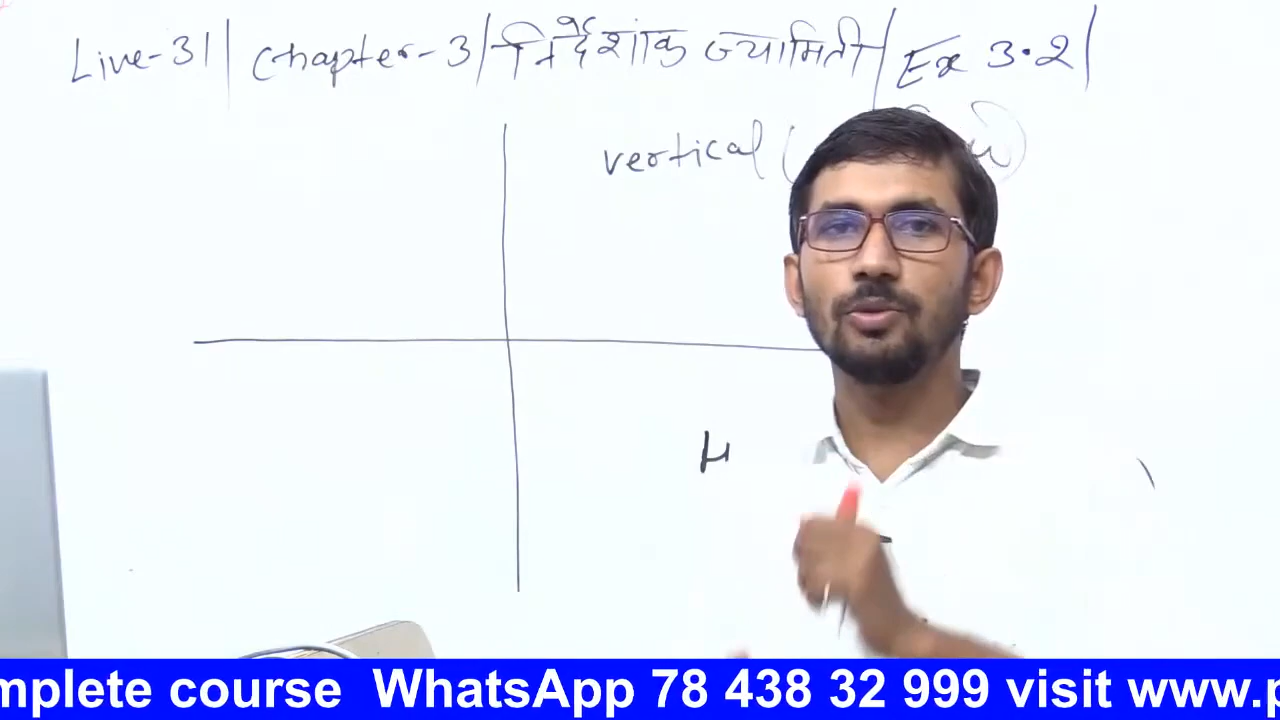 Live-31| Chapter-3| निर्देशांक ज्यामिती| Ex 3.2|
vertical (
H
mplete course WhatsApp 78 438 32 999 visit www.p